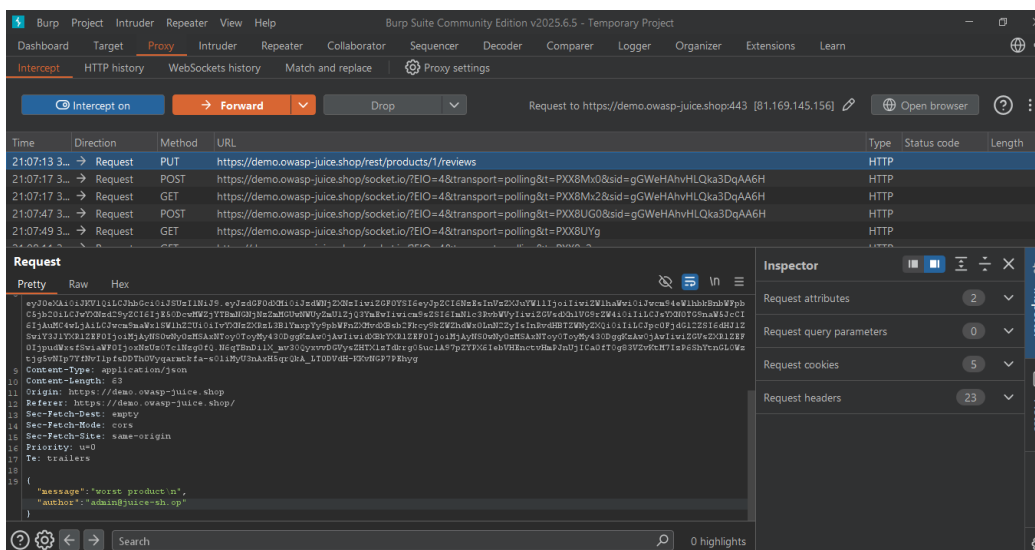 Burp Project Intruder Repeater View Help Burp Suite Community Edition v2025.6.5 - Temporary Project
Dashboard Target Proxy Intruder Repeater Collaborator Sequencer Decoder Comparer Logger Organizer Extensions Learn
Intercept HTTP history WebSockets history Match and replace Proxy settings
Intercept on Forward Drop Request to https://demo.owasp-juice.shop:443 [81.169.145.156] Open browser
Time Direction Method URL Type Status code Length
21:07:13 3... Request PUT https://demo.owasp-juice.shop/rest/products/1/reviews HTTP
21:07:17 3... Request POST https://demo.owasp-juice.shop/socket.io/?EIO=4&transport=polling&t=PXX8Mx0&sid=gGWeHAhvHLQka3DqAA6H HTTP
21:07:17 3... Request GET https://demo.owasp-juice.shop/socket.io/?EIO=4&transport=polling&t=PXX8Mx2&sid=gGWeHAhvHLQka3DqAA6H HTTP
21:07:47 3... Request POST https://demo.owasp-juice.shop/socket.io/?EIO=4&transport=polling&t=PXX8UG0&sid=gGWeHAhvHLQka3DqAA6H HTTP
21:07:49 3... Request GET https://demo.owasp-juice.shop/socket.io/?EIO=4&transport=polling&t=PXX8UYg HTTP
Request
Pretty Raw Hex
\n
9 Content-Type: application/json
10 Content-Length: 63
11 Origin: https://demo.owasp-juice.shop
12 Referer: https://demo.owasp-juice.shop/
13 Sec-Fetch-Dest: empty
14 Sec-Fetch-Mode: cors
15 Sec-Fetch-Site: same-origin
16 Priority: u=0
17 Te: trailers
18
19 {
"message":"worst product\n",
"author":"admin@juice-sh.op"
}
Search 0 highlights
Inspector
Request attributes 2
Request query parameters 0
Request cookies 5
Request headers 23